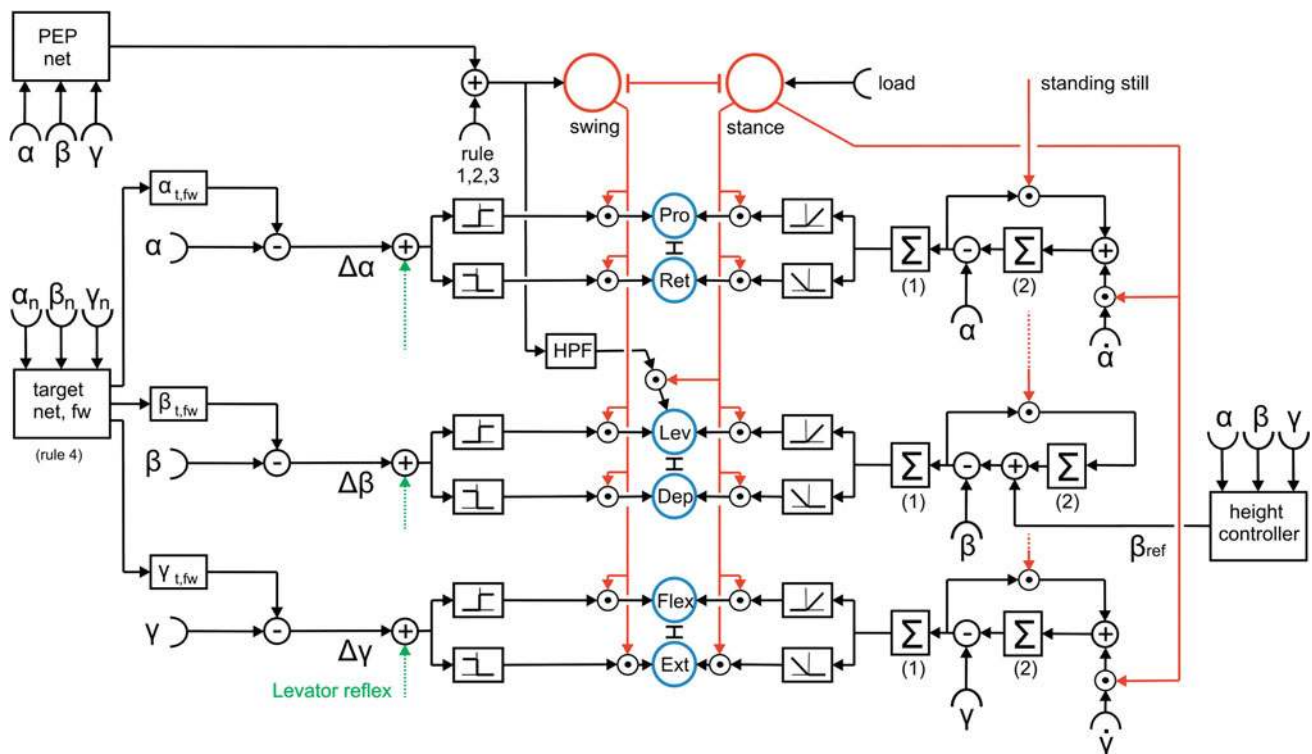 PEP
net
α β γ
rule
1,2,3
swing
stance
load
standing still
α t,fw
α
Δα
Pro
Ret
Σ
(1)
α
Σ
(2)
α̇
αn βn γn
target
net, fw
(rule 4)
HPF
β t,fw
β
Δβ
Lev
Dep
Σ
(1)
β
Σ
(2)
βref
α β γ
height
controller
γ t,fw
γ
Δγ
Levator reflex
Flex
Ext
Σ
(1)
γ
Σ
(2)
γ̇